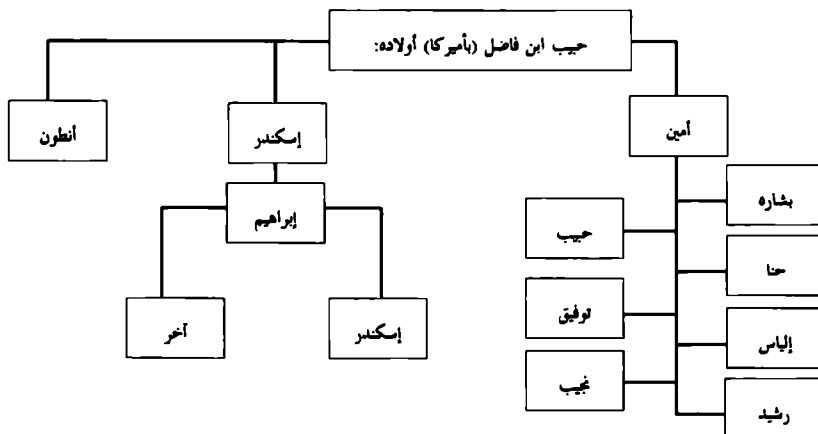 حبيب ابن فاضل (بأميركا) أولاده:
أمين
إسكندر
أنطون
بشاره
حبيب
حنا
توفيق
إلياس
نجيب
رشيد
إبراهيم
إسكندر
آخر